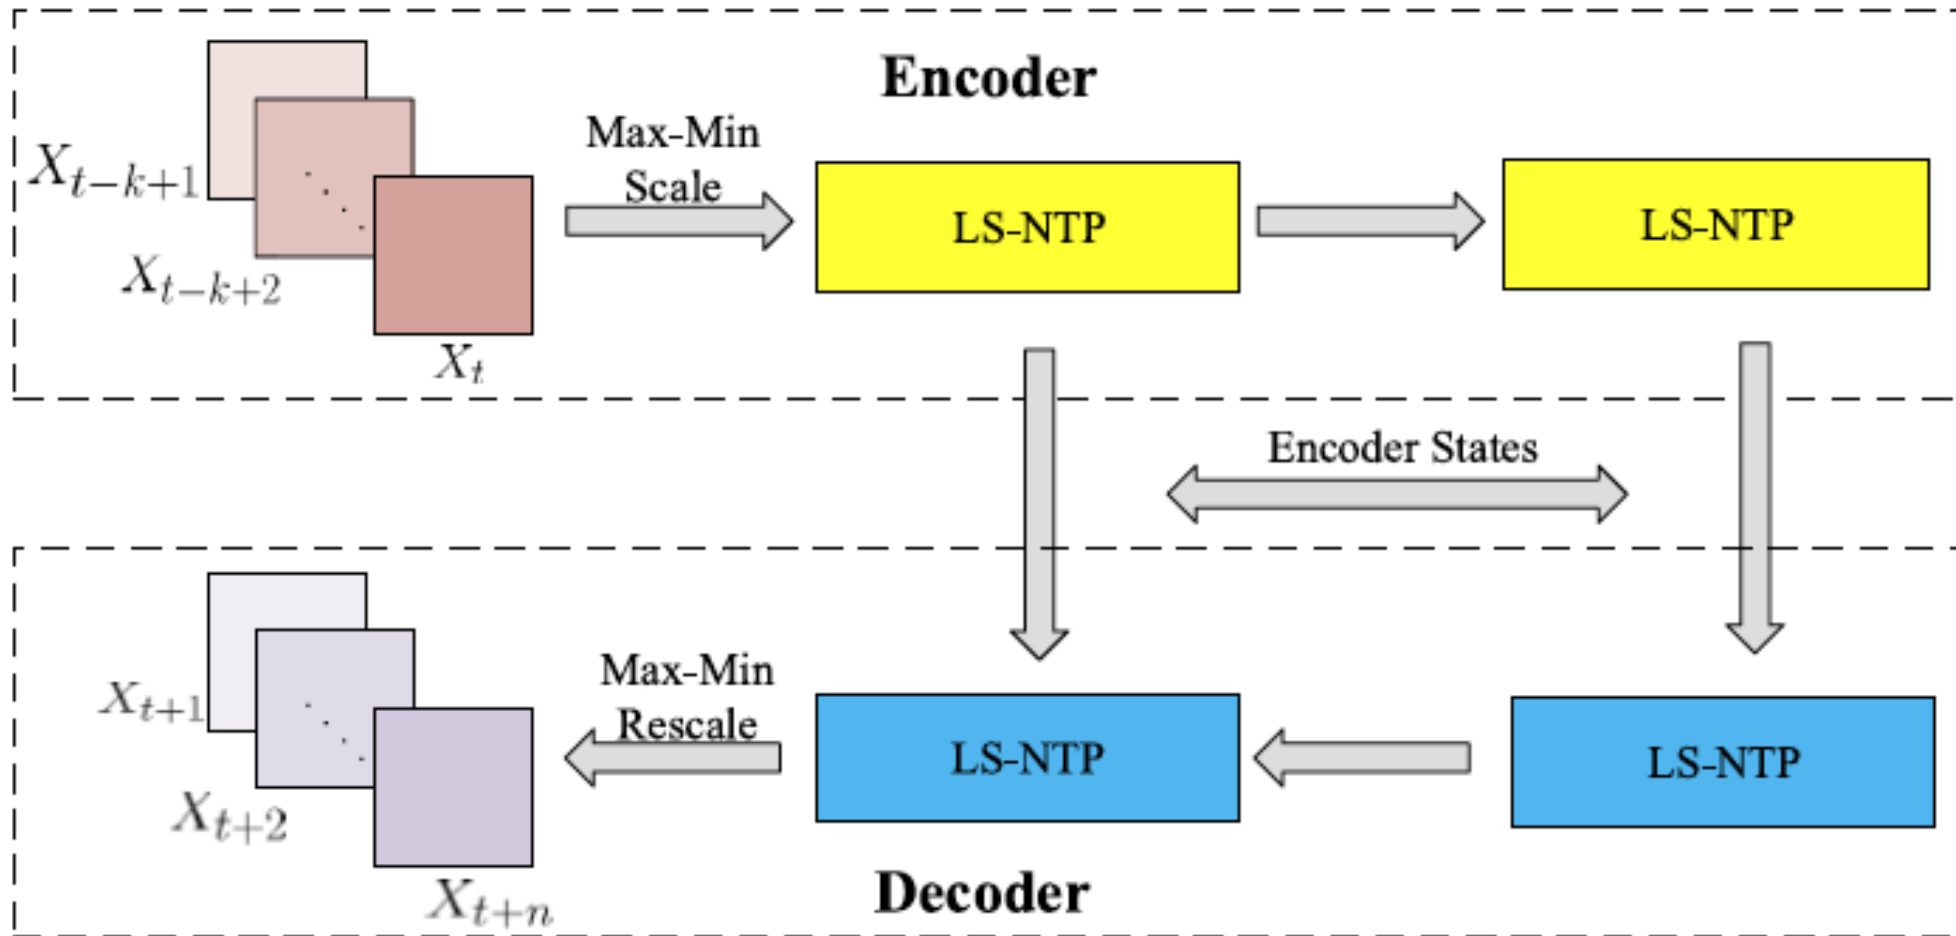 Encoder
Max-Min
Scale
X_{t-k+1}
X_{t-k+2}
X_t
LS-NTP
LS-NTP
Encoder States
Max-Min
Rescale
X_{t+1}
X_{t+2}
X_{t+n}
LS-NTP
LS-NTP
Decoder